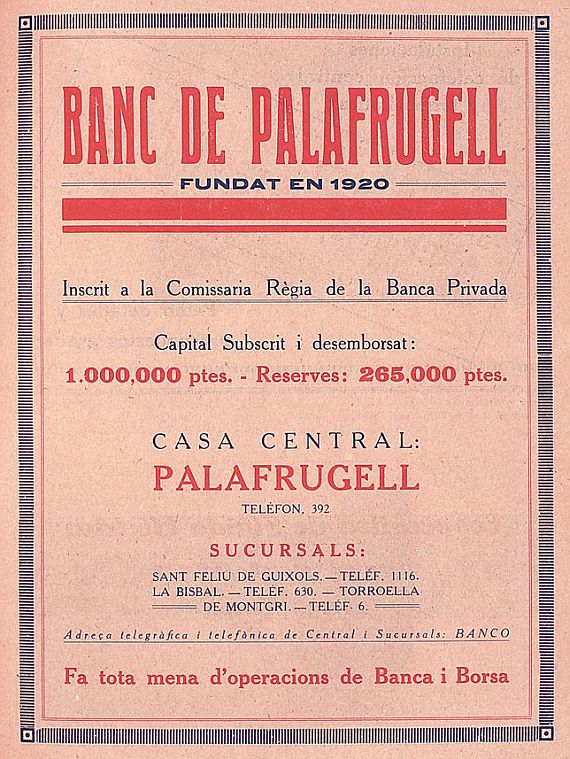 BANC DE PALAFRUGELL
FUNDAT EN 1920
Inscrit a la Comissaria Règia de la Banca Privada
Capital Subscrit i desemborsat:
1.000,000 ptes. - Reserves: 265,000 ptes.
CASA CENTRAL:
PALAFRUGELL
TELÈFON, 392
SUCURSALS:
SANT FELIU DE GUIXOLS. — TELÉF. 1116.
LA BISBAL. — TELÉF. 630. — TORROELLA
DE MONTGRI. — TELÉF 6.
Adreça telegràfica i telefònica de Central i Sucursals: BANCO
Fa tota mena d'operacions de Banca i Borsa